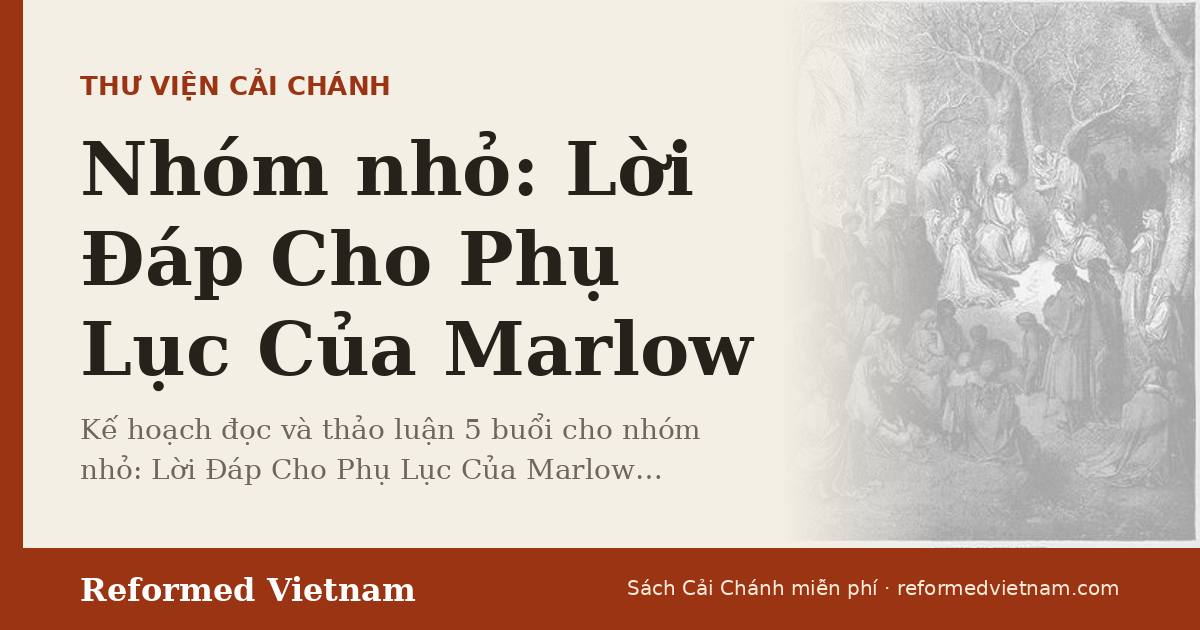 THƯ VIỆN CẢI CHÁNH
Nhóm nhỏ: Lời
Đáp Cho Phụ
Lục Của Marlow
Kế hoạch đọc và thảo luận 5 buổi cho nhóm
nhỏ: Lời Đáp Cho Phụ Lục Của Marlow...
Reformed Vietnam
Sách Cải Chánh miễn phí · reformedvietnam.com